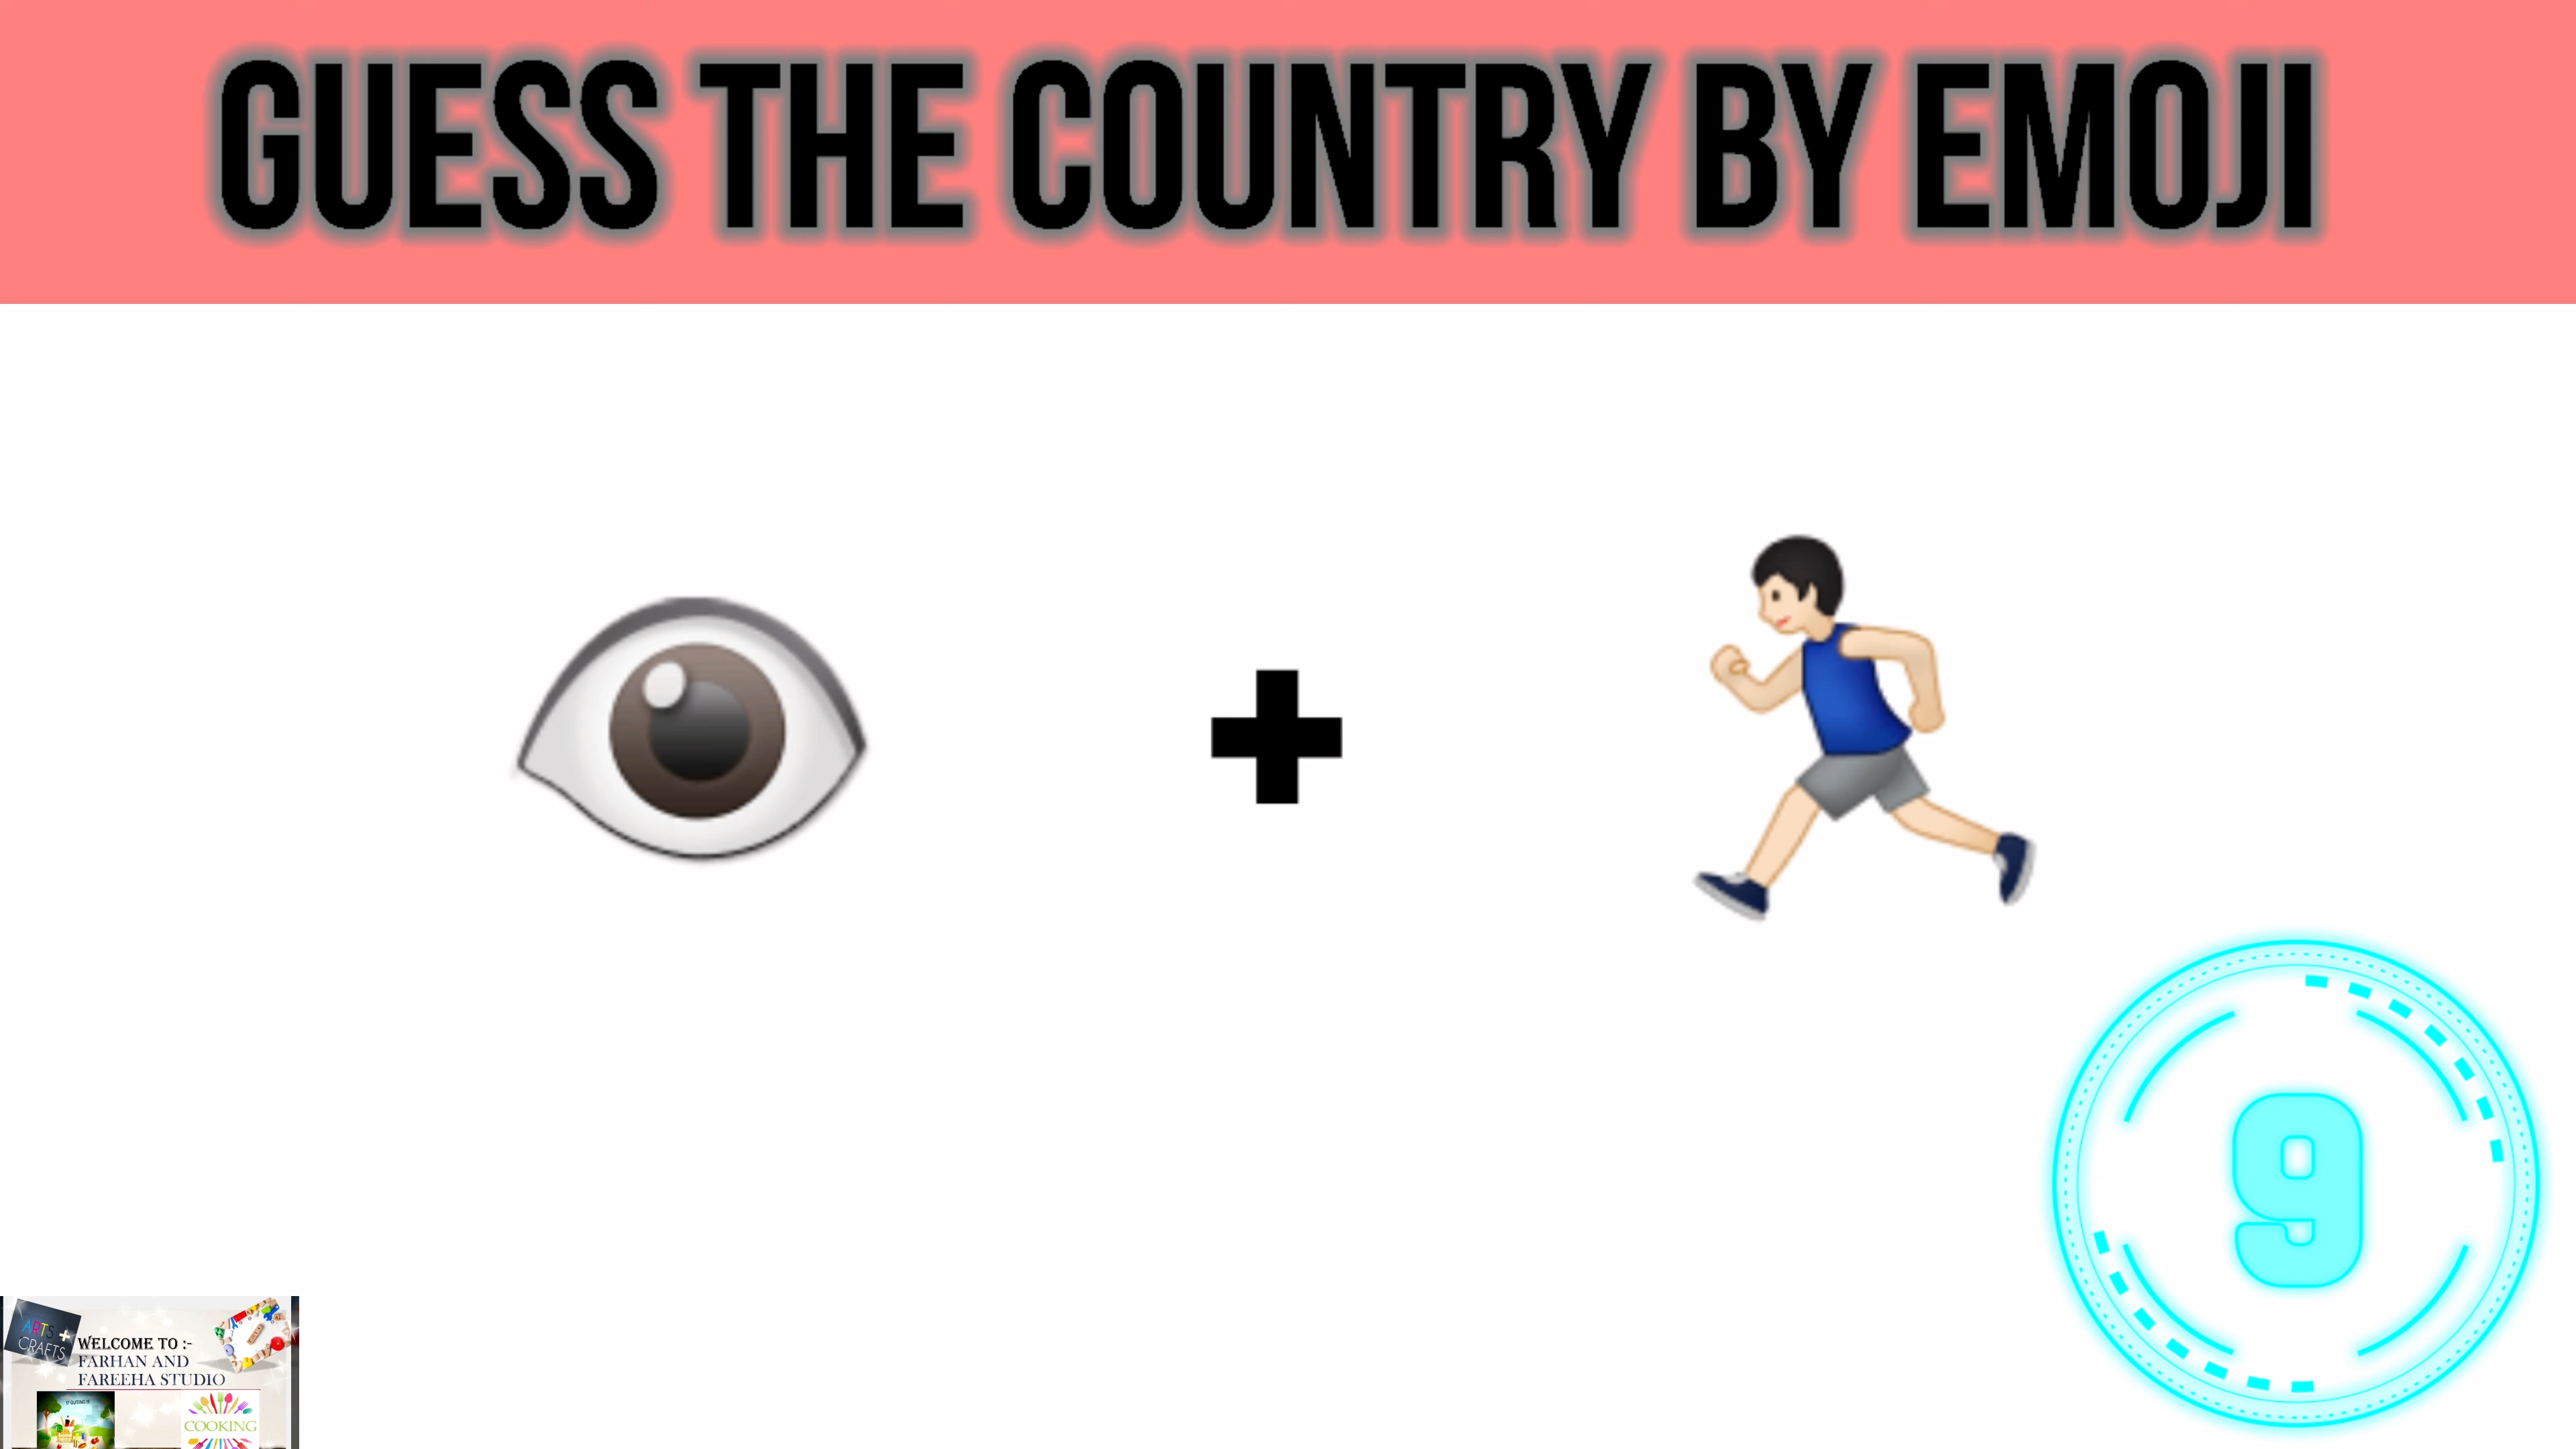 GUESS THE COUNTRY BY EMOJI
9
ARTS +
CRAFTS
WELCOME TO :-
FARHAN AND
FAREEHA STUDIO
COOKING